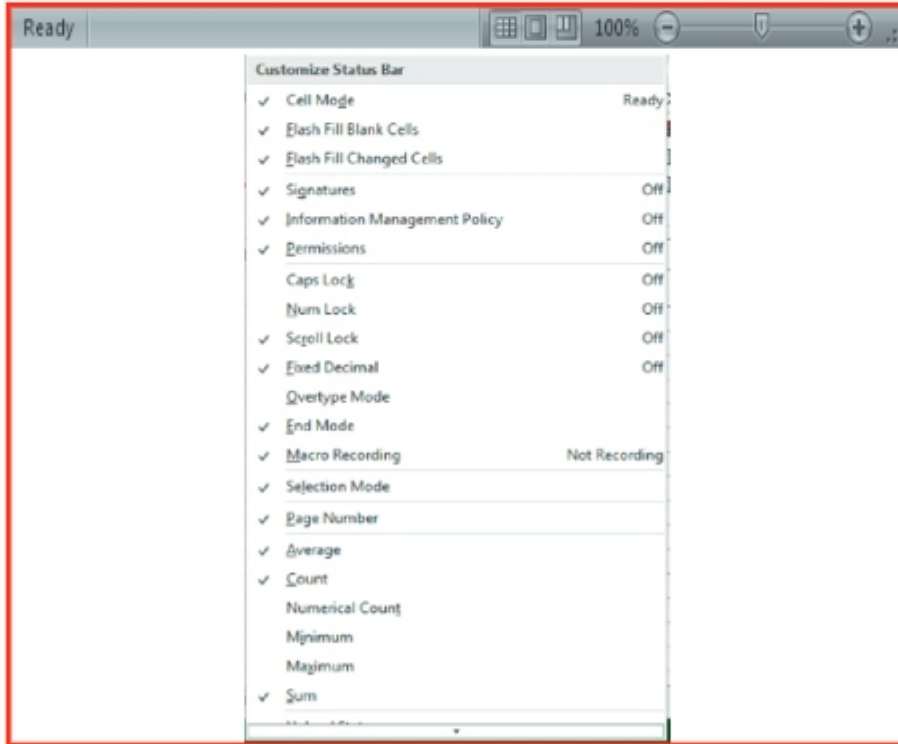 Ready 100%
Customize Status Bar
Cell Mode Ready
Flash Fill Blank Cells
Flash Fill Changed Cells
Signatures Off
Information Management Policy Off
Permissions Off
Caps Lock Off
Num Lock Off
Scroll Lock Off
Fixed Decimal Off
Overtype Mode
End Mode
Macro Recording Not Recording
Selection Mode
Page Number
Average
Count
Numerical Count
Minimum
Maximum
Sum